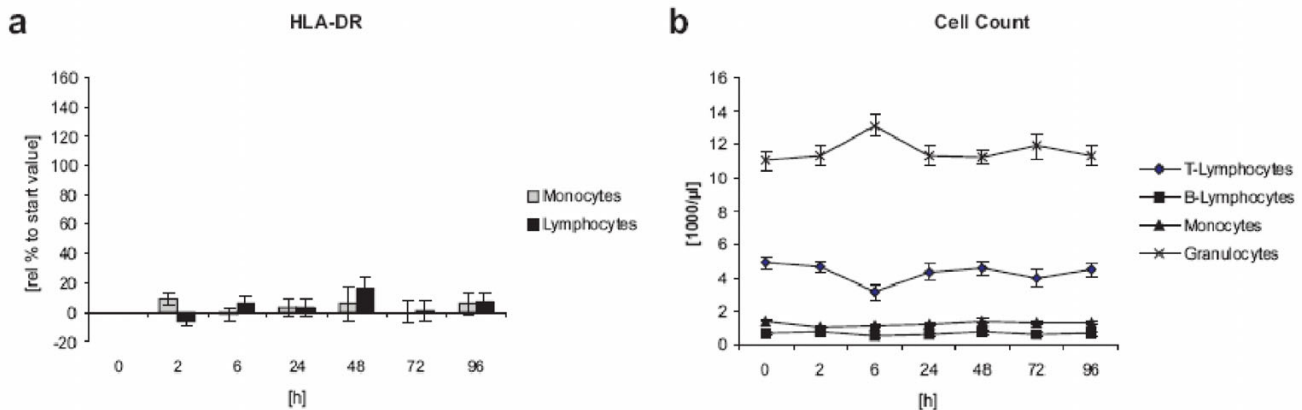 a
HLA-DR
[rel % to start value]
160
140
120
100
80
60
40
20
0
-20
0 2 6 24 48 72 96
[h]
Monocytes
Lymphocytes
b
Cell Count
[1000/µl]
16
14
12
10
8
6
4
2
0
0 2 6 24 48 72 96
[h]
T-Lymphocytes
B-Lymphocytes
Monocytes
Granulocytes